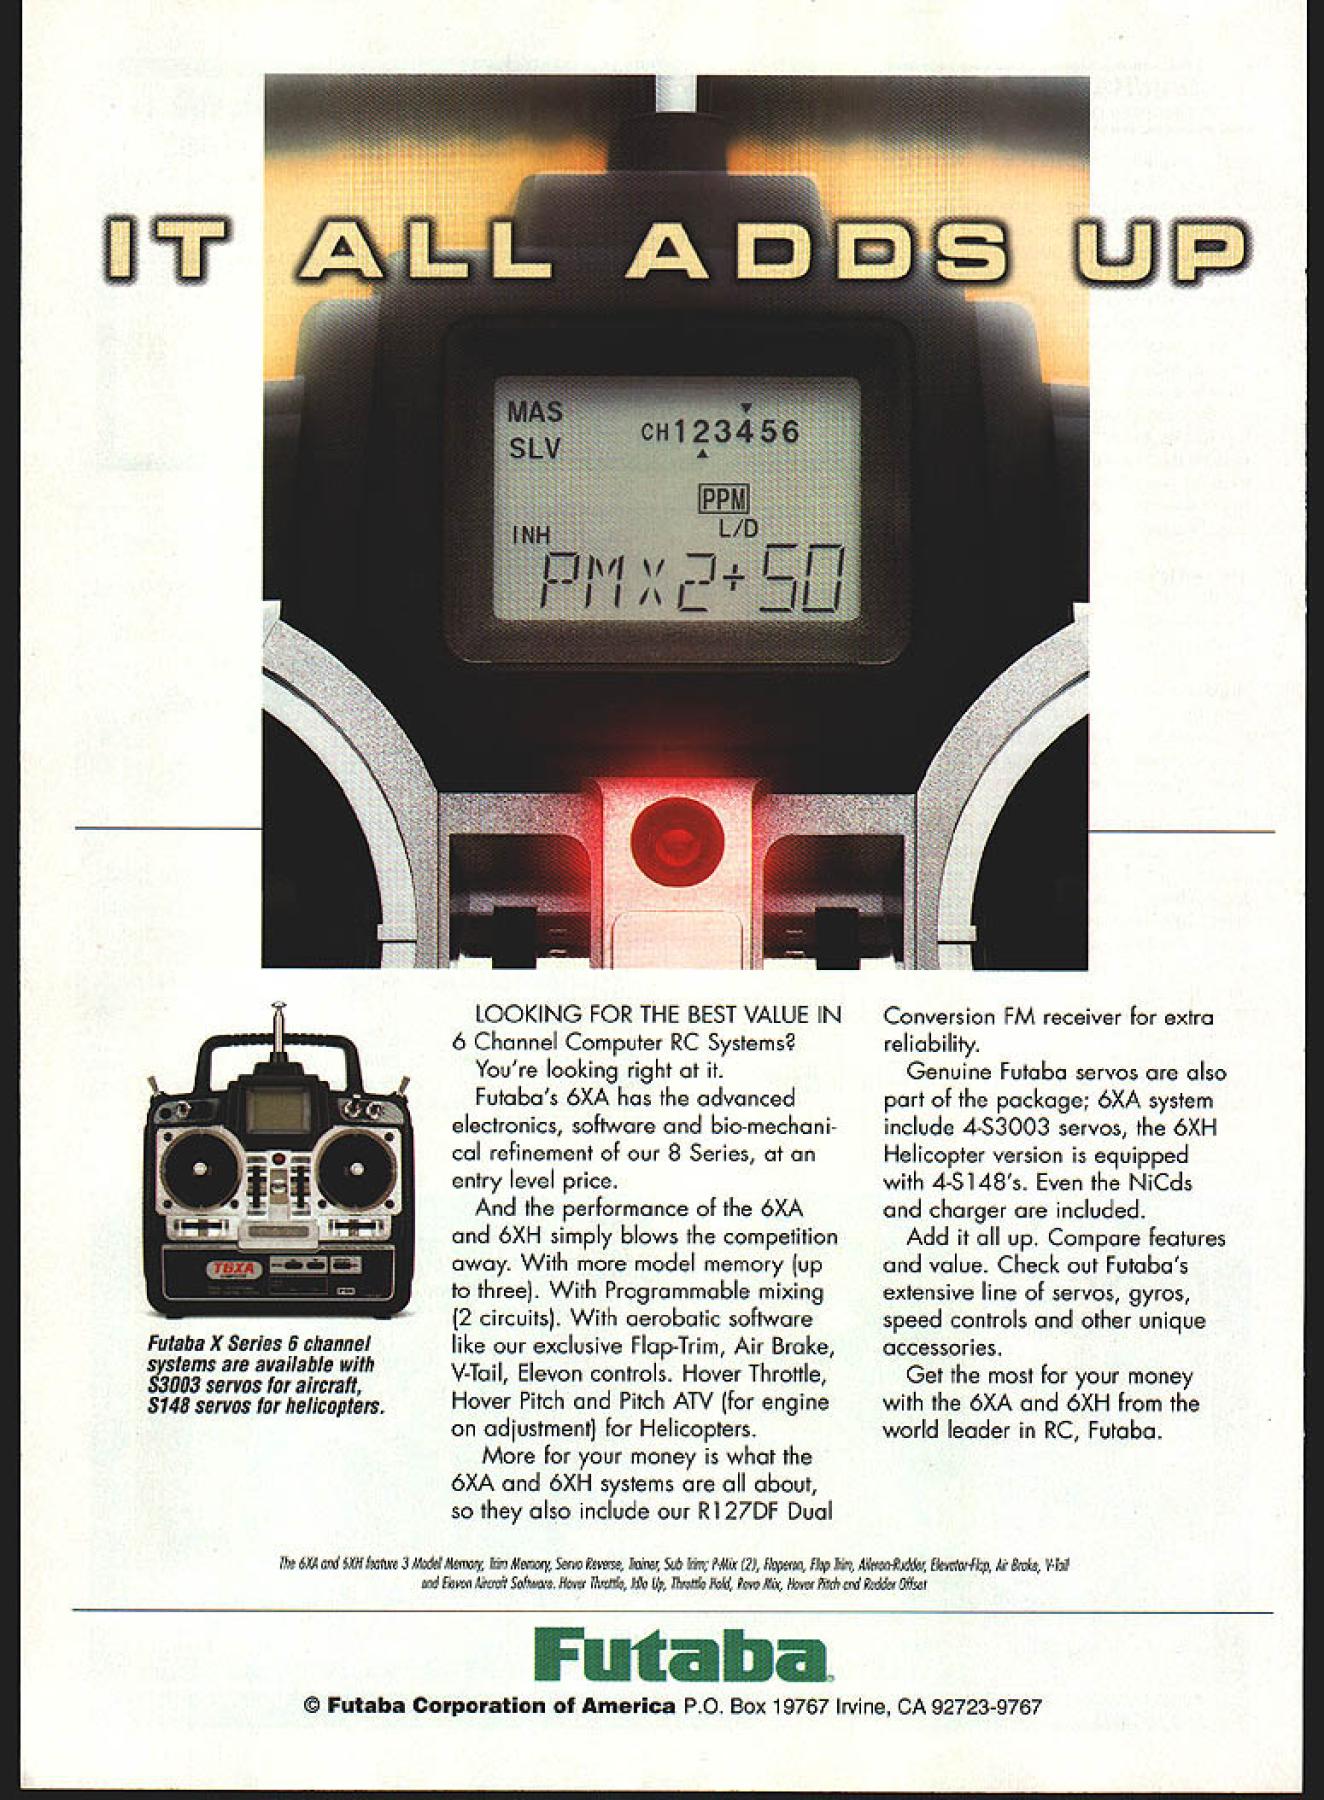 IT ALL ADDS UP
MAS
SLV
CH123456
PPM
L/D
INH
PMX2+50
LOOKING FOR THE BEST VALUE IN
6 Channel Computer RC Systems?
You're looking right at it.
Futaba's 6XA has the advanced
electronics, software and bio-mechani-
cal refinement of our 8 Series, at an
entry level price.
And the performance of the 6XA
and 6XH simply blows the competition
away. With more model memory (up
to three). With Programmable mixing
(2 circuits). With aerobatic software
like our exclusive Flap-Trim, Air Brake,
V-Tail, Elevon controls. Hover Throttle,
Hover Pitch and Pitch ATV (for engine
on adjustment) for Helicopters.
More for your money is what the
6XA and 6XH systems are all about,
so they also include our R127DF Dual
Conversion FM receiver for extra
reliability.
Genuine Futaba servos are also
part of the package; 6XA system
include 4-S3003 servos, the 6XH
Helicopter version is equipped
with 4-S148's. Even the NiCds
and charger are included.
Add it all up. Compare features
and value. Check out Futaba's
extensive line of servos, gyros,
speed controls and other unique
accessories.
Get the most for your money
with the 6XA and 6XH from the
world leader in RC, Futaba.
T6XA
Futaba X Series 6 channel
systems are available with
S3003 servos for aircraft,
S148 servos for helicopters.
The 6XA and 6XH feature 3 Model Memory, Trim Memory, Servo Reverse, Trainer, Sub Trim; P-Mix (2), Flaperon, Flap Trim, Aileron-Rudder, Elevator-Flap, Air Brake, V-Tail
and Elevon Aircraft Software. Hover Throttle, Idle Up, Throttle Hold, Revo Mix, Hover Pitch and Rudder Offset
Futaba
© Futaba Corporation of America P.O. Box 19767 Irvine, CA 92723-9767